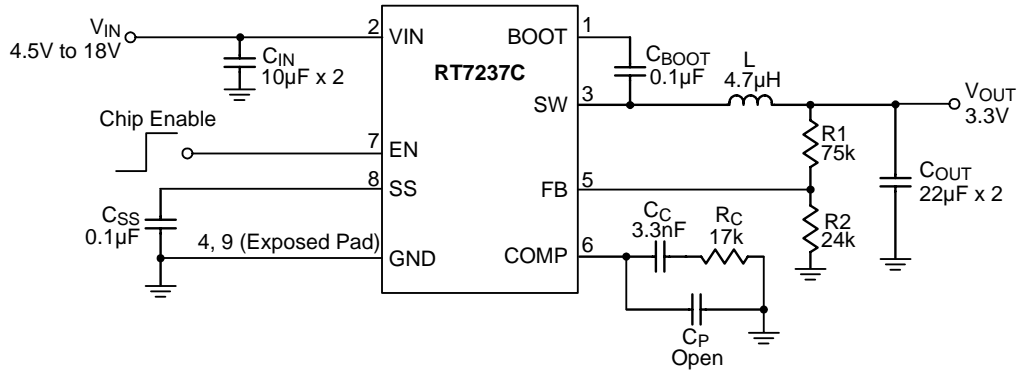 VIN
4.5V to 18V
CIN
10µF x 2
2
VIN
BOOT
1
RT7237C
CBOOT
0.1µF
L
4.7µH
SW
3
VOUT
3.3V
Chip Enable
7
EN
R1
75k
8
SS
FB
5
COUT
22µF x 2
CSS
0.1µF
R2
24k
4, 9 (Exposed Pad)
GND
COMP
6
CC
3.3nF
RC
17k
CP
Open